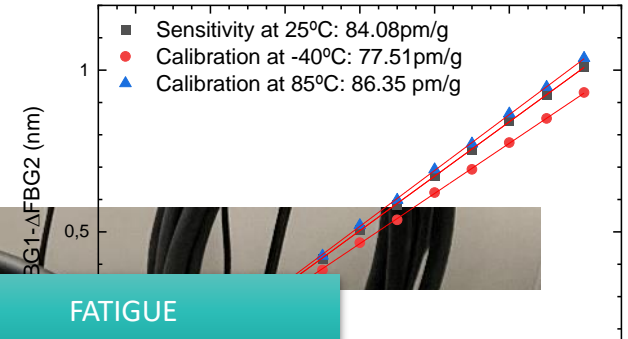 Sensitivity at 25ºC: 84.08pm/g
Calibration at -40ºC: 77.51pm/g
Calibration at 85ºC: 86.35 pm/g
1
BG1-ΔFBG2 (nm)
0,5
FATIGUE